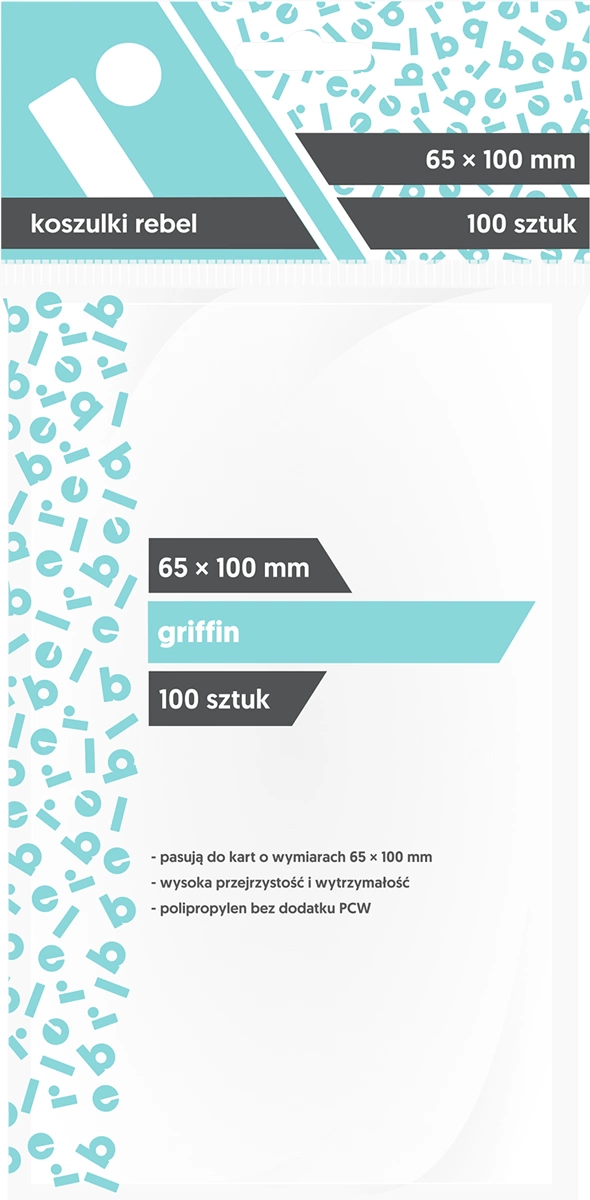 65 × 100 mm
koszulki rebel
100 sztuk
65 × 100 mm
griffin
100 sztuk
- pasują do kart o wymiarach 65 × 100 mm
- wysoka przejrzystość i wytrzymałość
- polipropylen bez dodatku PCW